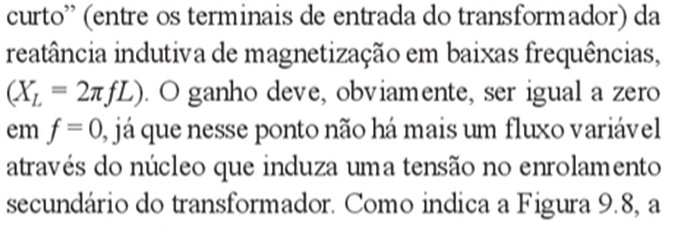 curto” (entre os terminais de entrada do transformador) da
reatância indutiva de magnetização em baixas frequências,
(X_L = 2πfL). O ganho deve, obviamente, ser igual a zero
em f = 0, já que nesse ponto não há mais um fluxo variável
através do núcleo que induza uma tensão no enrolamento
secundário do transformador. Como indica a Figura 9.8, a